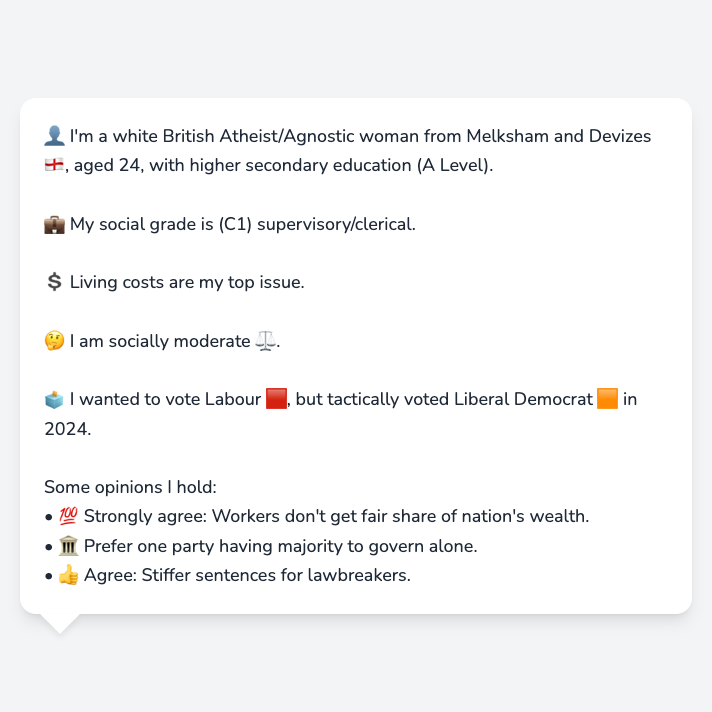 👤 I'm a white British Atheist/Agnostic woman from Melksham and Devizes
🏴󠁧󠁢󠁥󠁮󠁧󠁿, aged 24, with higher secondary education (A Level).
💼 My social grade is (C1) supervisory/clerical.
💲 Living costs are my top issue.
🤔 I am socially moderate ⚖️.
🗳️ I wanted to vote Labour 🟥, but tactically voted Liberal Democrat 🟧 in
2024.
Some opinions I hold:
• 💯 Strongly agree: Workers don't get fair share of nation's wealth.
• 🏛️ Prefer one party having majority to govern alone.
• 👍 Agree: Stiffer sentences for lawbreakers.